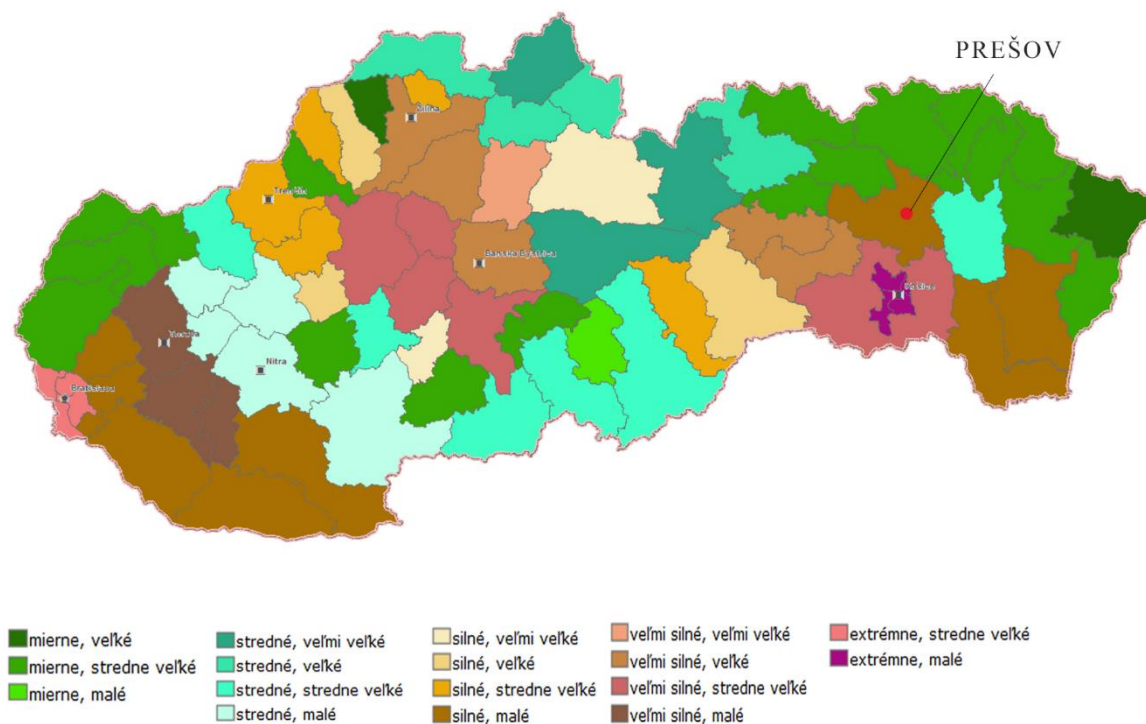 PREŠOV
Žilina
Trenčín
Banská Bystrica
Košice
Trnava
Nitra
Bratislava
mierne, veľké
mierne, stredne veľké
mierne, malé
stredné, veľmi veľké
stredné, veľké
stredné, stredne veľké
stredné, malé
silné, veľmi veľké
silné, veľké
silné, stredne veľké
silné, malé
veľmi silné, veľmi veľké
veľmi silné, veľké
veľmi silné, stredne veľké
veľmi silné, malé
extrémne, stredne veľké
extrémne, malé